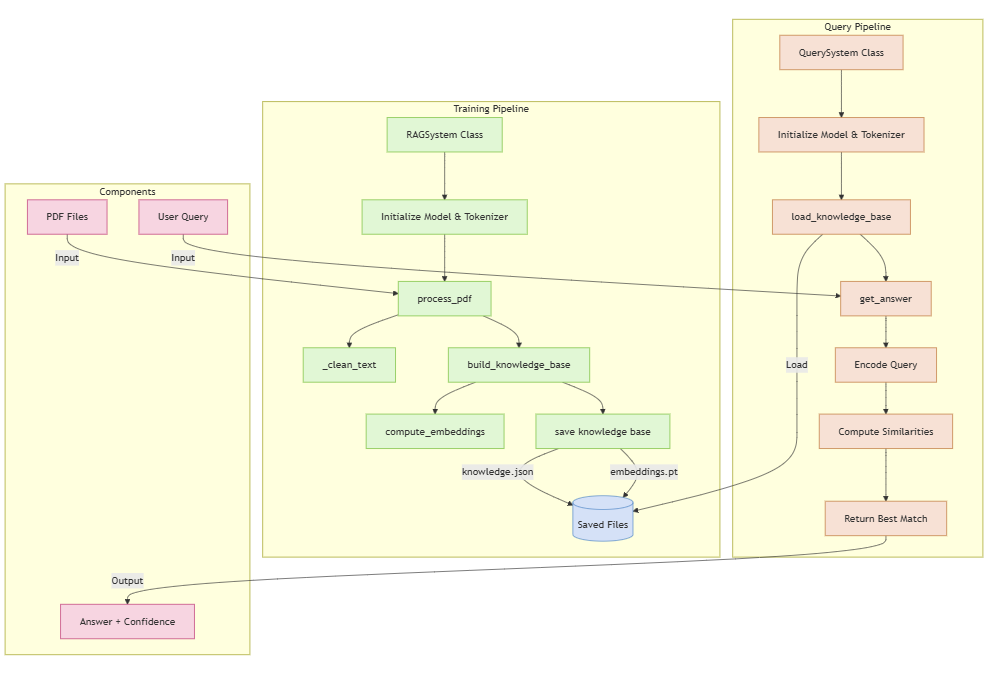 Components
PDF Files
User Query
Input
Input
Output
Answer + Confidence
Training Pipeline
RAGSystem Class
Initialize Model & Tokenizer
process_pdf
_clean_text
build_knowledge_base
compute_embeddings
save knowledge base
knowledge.json
embeddings.pt
Saved Files
Query Pipeline
QuerySystem Class
Initialize Model & Tokenizer
load_knowledge_base
get_answer
Load
Encode Query
Compute Similarities
Return Best Match